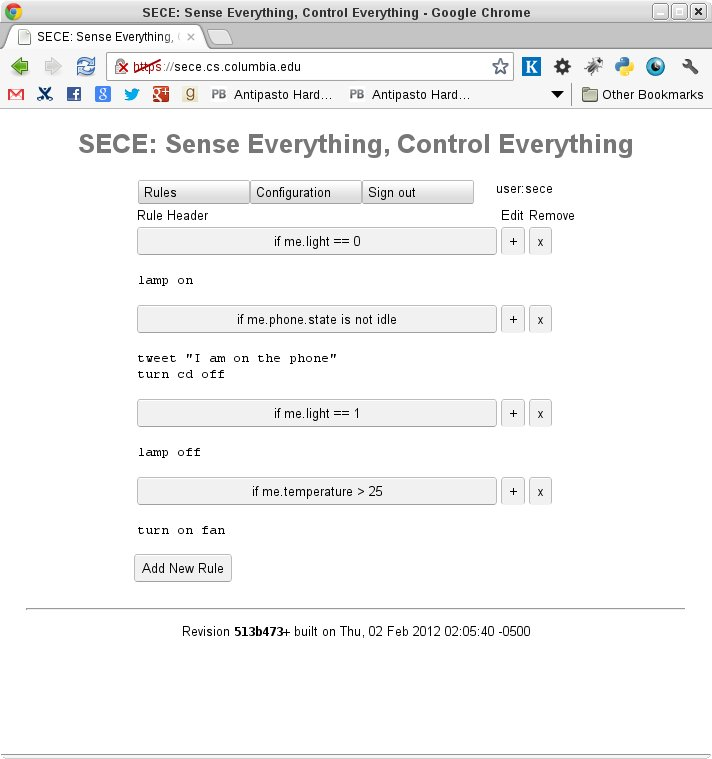 SECE: Sense Everything, Control Everything - Google Chrome
SECE: Sense Everything, C
https://sece.cs.columbia.edu
PB Antipasto Hard... PB Antipasto Hard... Other Bookmarks
SECE: Sense Everything, Control Everything
Rules Configuration Sign out user:sece
Rule Header Edit Remove
if me.light == 0 + x
lamp on
if me.phone.state is not idle + x
tweet "I am on the phone"
turn cd off
if me.light == 1 + x
lamp off
if me.temperature > 25 + x
turn on fan
Add New Rule
Revision 513b473+ built on Thu, 02 Feb 2012 02:05:40 -0500